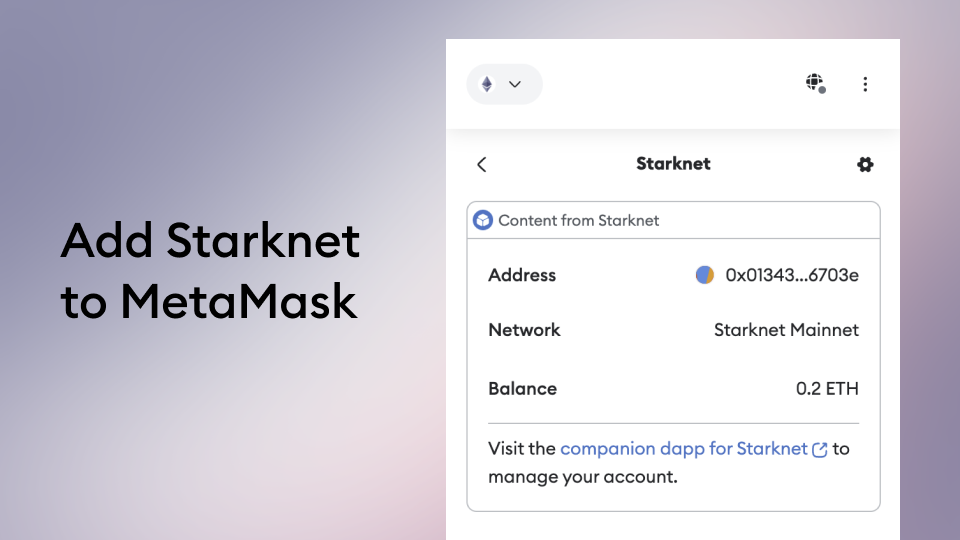 Add Starknet
to MetaMask
Starknet
Content from Starknet
Address 0x01343...6703e
Network Starknet Mainnet
Balance 0.2 ETH
Visit the companion dapp for Starknet to
manage your account.